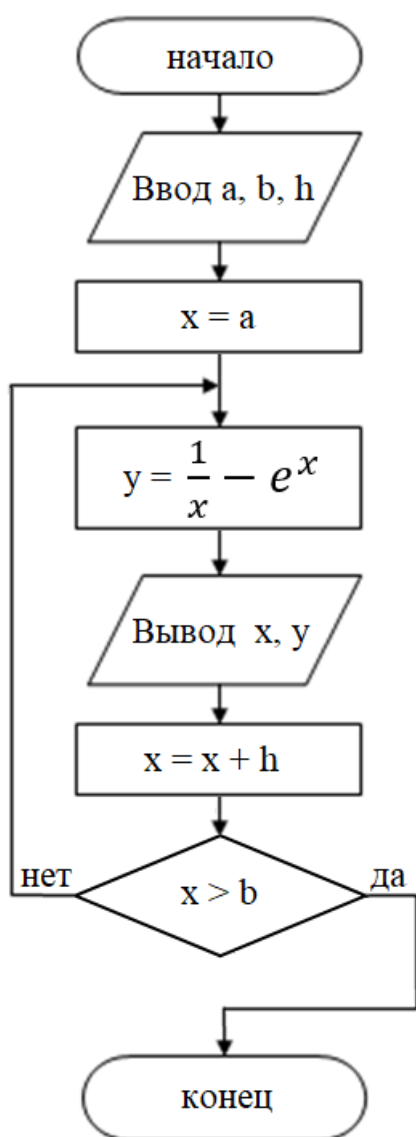 начало
Ввод a, b, h
x = a
y = 1/x − e^x
Вывод x, y
x = x + h
нет
x > b
да
конец